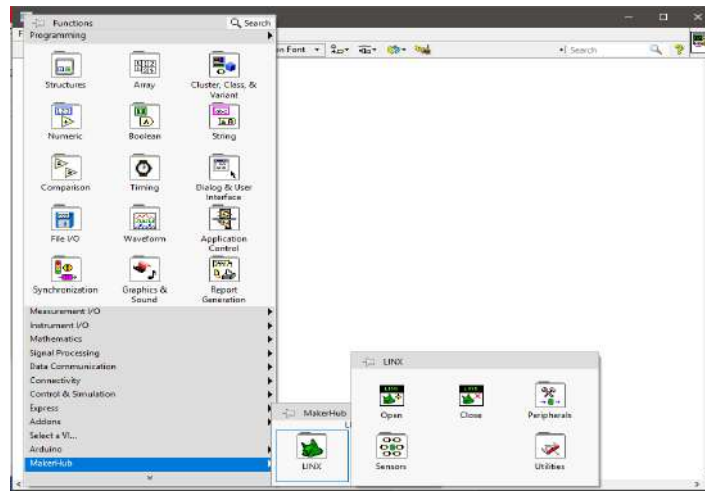 Functions
Search
Programming
Structures
Array
Cluster, Class, &
Variant
Numeric
Boolean
String
Comparison
Timing
Dialog & User
Interface
File I/O
Waveform
Application
Control
Synchronization
Graphics &
Sound
Report
Generation
Measurement I/O
Instrument I/O
Mathematics
Signal Processing
Data Communication
Connectivity
Control & Simulation
Express
Addons
Select a VI...
Arduino
MakerHub
n Font
Search
MakerHub
LINX
LINX
Open
Close
Peripherals
Sensors
Utilities